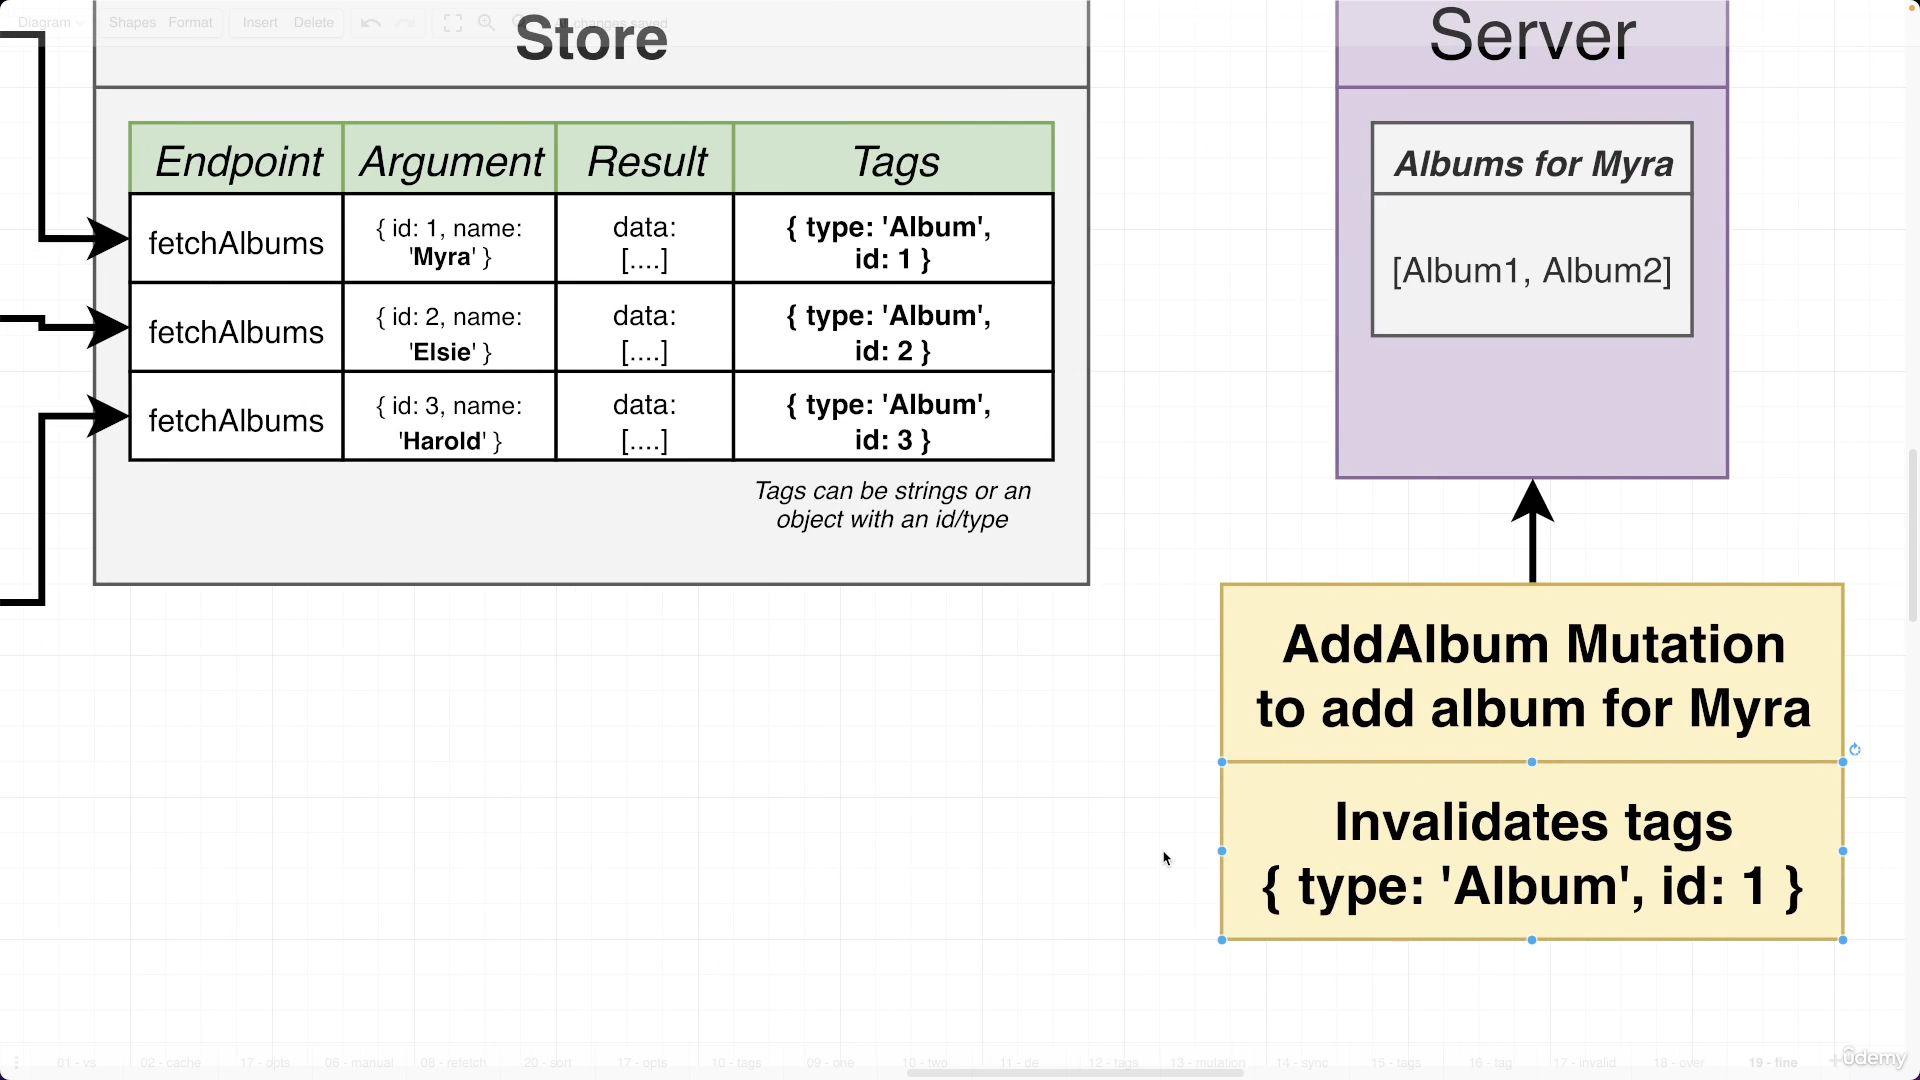 Diagram Shapes Format Insert Delete changes saved
Store
Endpoint Argument Result Tags
fetchAlbums
{ id: 1, name:
'Myra' }
data:
[....]
{ type: 'Album',
id: 1 }
fetchAlbums
{ id: 2, name:
'Elsie' }
data:
[....]
{ type: 'Album',
id: 2 }
fetchAlbums
{ id: 3, name:
'Harold' }
data:
[....]
{ type: 'Album',
id: 3 }
Tags can be strings or an
object with an id/type
Server
Albums for Myra
[Album1, Album2]
AddAlbum Mutation
to add album for Myra
Invalidates tags
{ type: 'Album', id: 1 }
01 - vs 02 - cache 17 - opts 06 - manual 08 - refetch 20 - sort 17 - opts 10 - tags 09 - one 10 - two 11 - de 12 - tags 13 - mutation 14 - sync 15 - tags 16 - tag 17 - invalid 18 - over 19 - fine
ûdemy